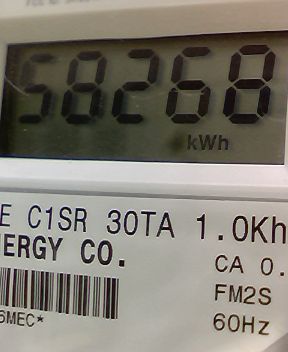 58268
kWh
E C1SR 30TA 1.0Kh
ERGY CO.
CA 0.
FM2S
6MEC*
60Hz